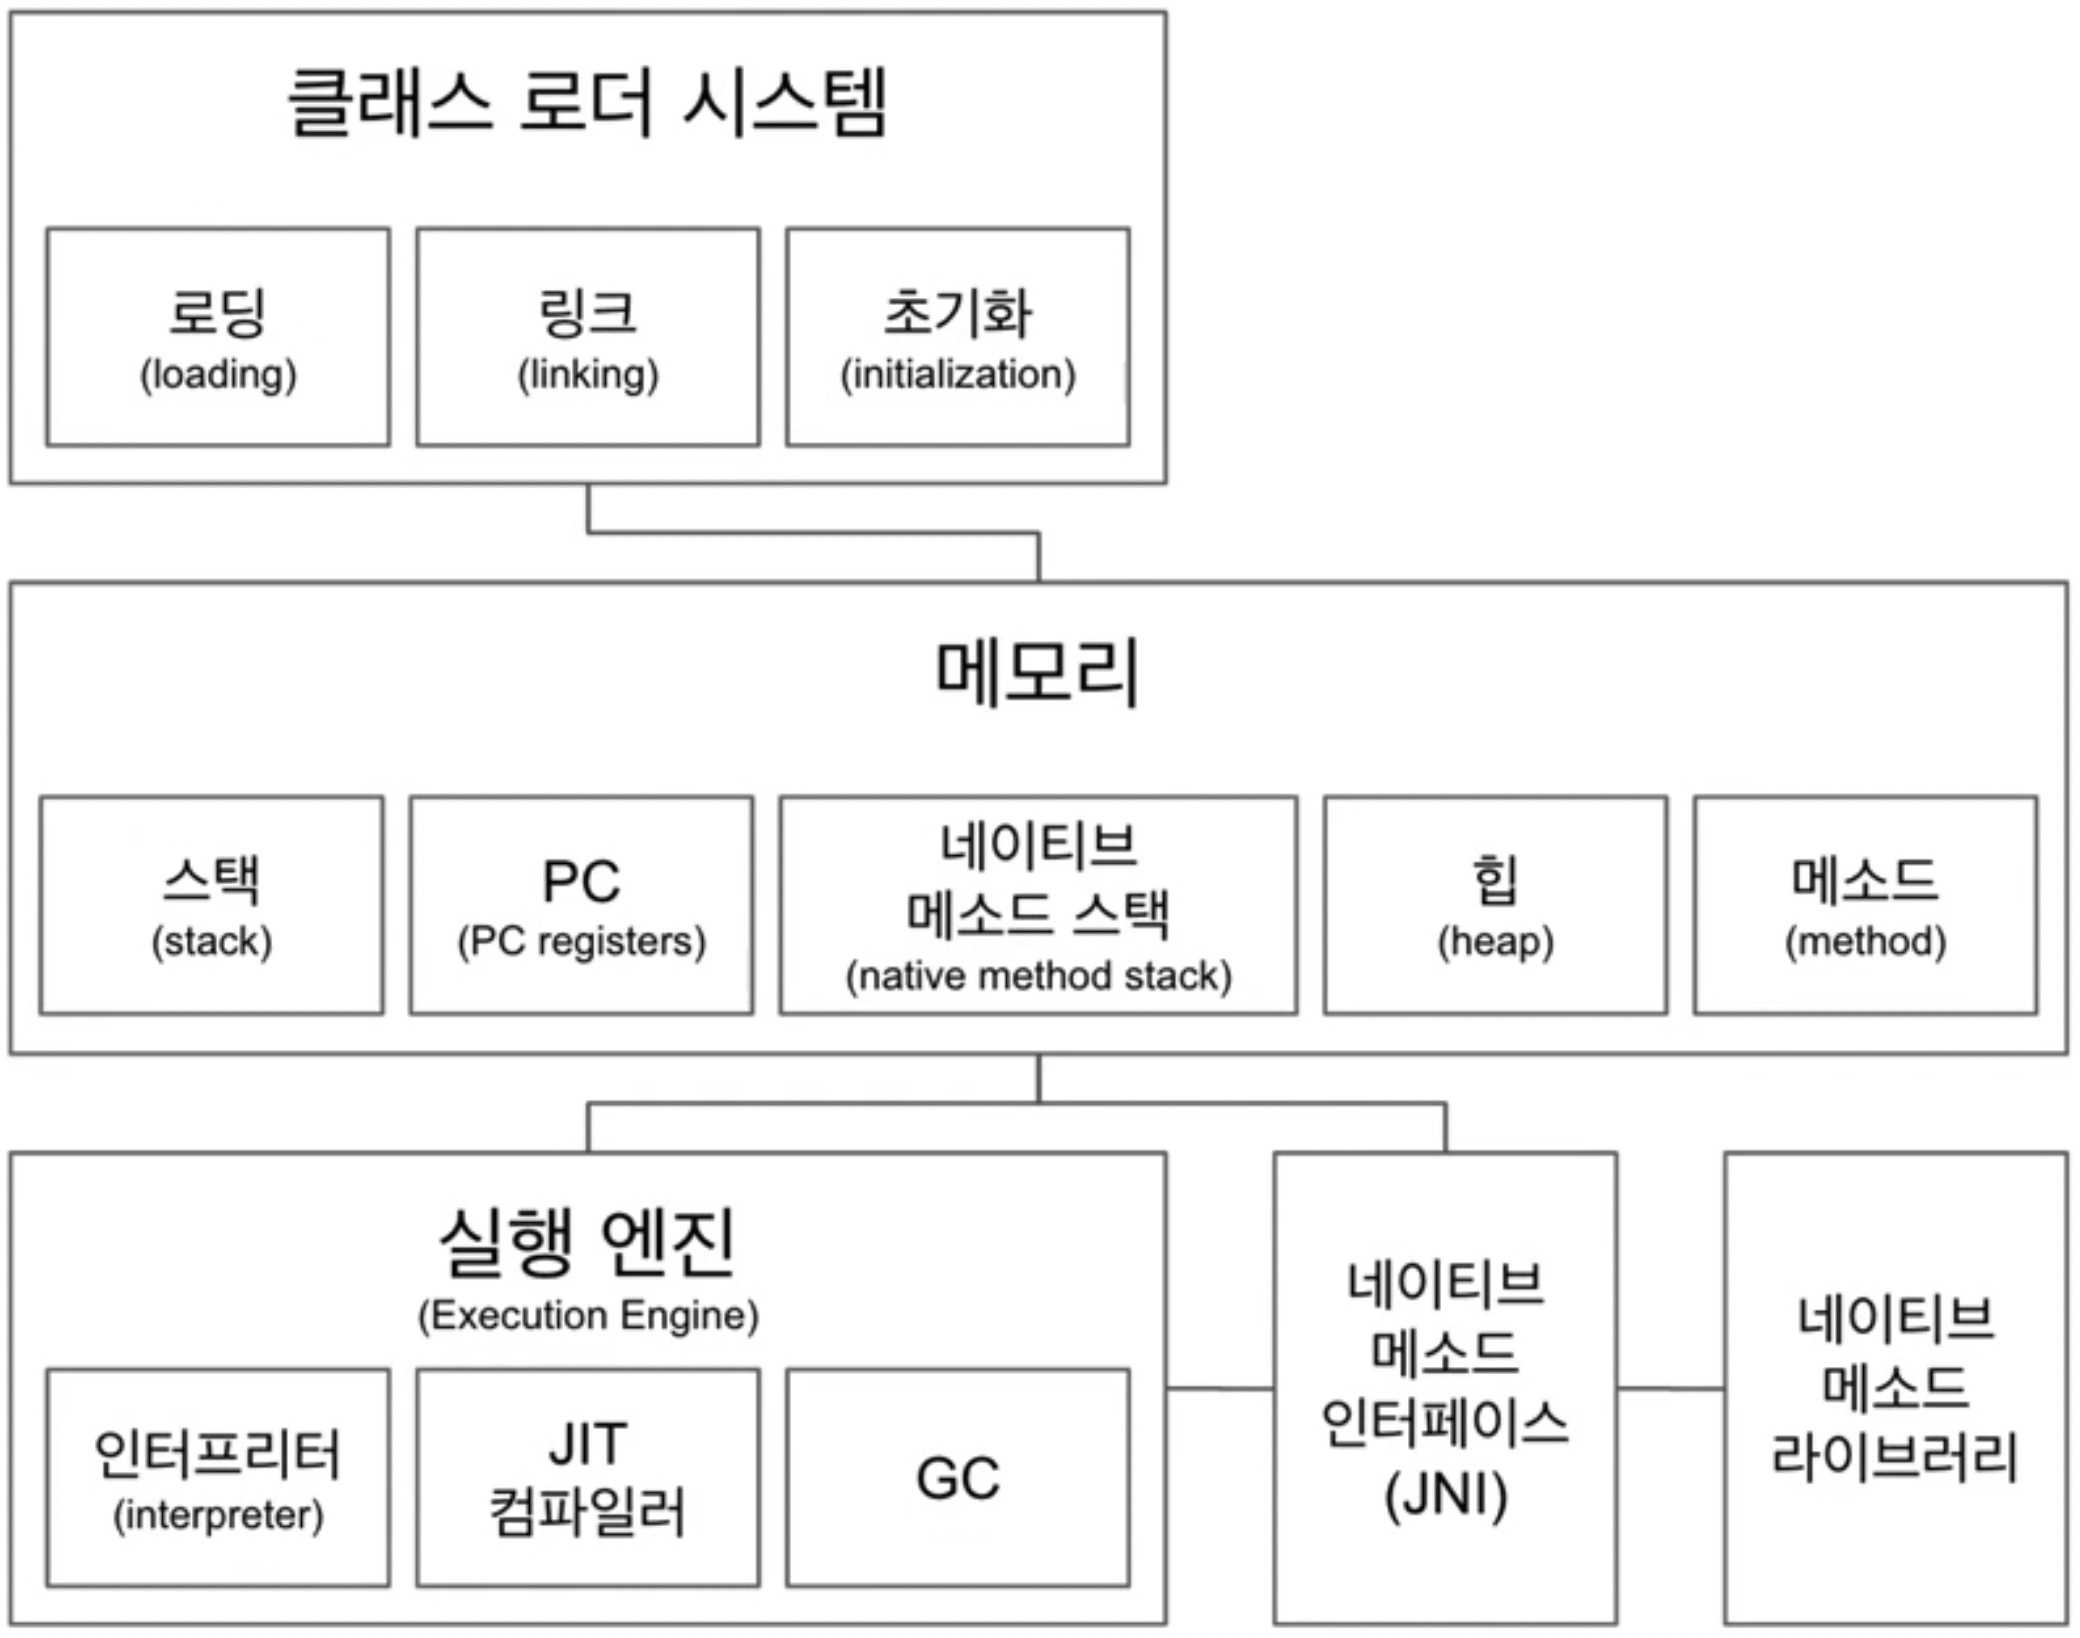 클래스 로더 시스템
로딩
(loading)
링크
(linking)
초기화
(initialization)
메모리
스택
(stack)
PC
(PC registers)
네이티브
메소드 스택
(native method stack)
힙
(heap)
메소드
(method)
실행 엔진
(Execution Engine)
인터프리터
(interpreter)
JIT
컴파일러
GC
네이티브
메소드
인터페이스
(JNI)
네이티브
메소드
라이브러리